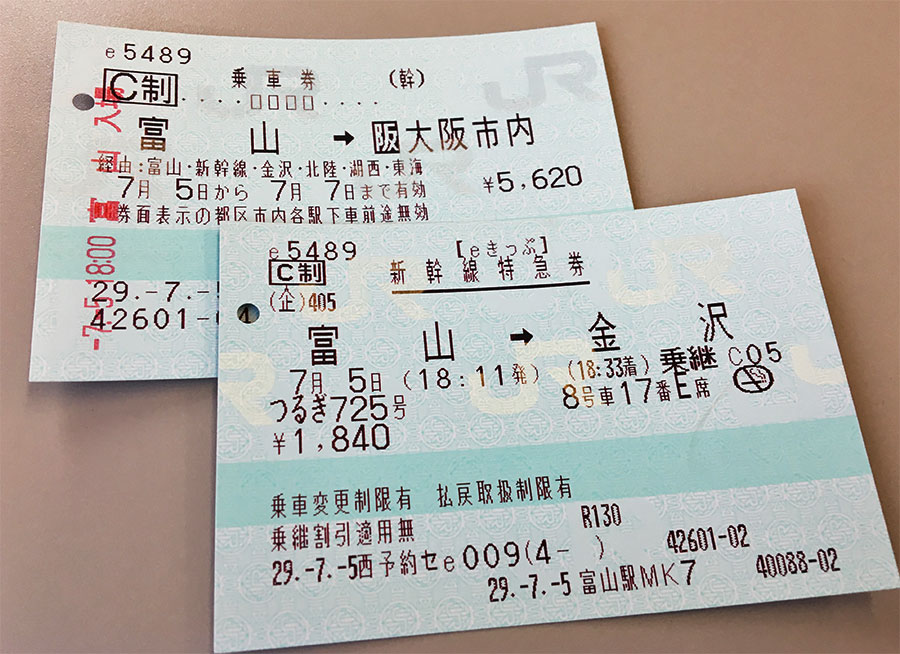 e5489
C制 乗車券 (幹)
‥‥□□□□‥‥
富山→阪大阪市内
経由:富山・新幹線・金沢・北陸・湖西・東海
7月 5日から 7月 7日まで有効 ¥5,620
券面表示の都区市内各駅下車前途無効
29.-7.-
42601-
-7.-5 18:00 富山 入場
JR
e5489 【eきっぷ】
C制 新幹線特急券
(企)405
富山→金沢
7月 5日 (18:11発) (18:33着) 乗継 C05
つるぎ725号 8号車17番E席
¥1,840
乗車変更制限有 払戻取扱制限有
乗継割引適用無 R130
29.-7.-5西予約セe009(4- ) 42601-02
29.-7.-5 富山駅MK7 40088-02